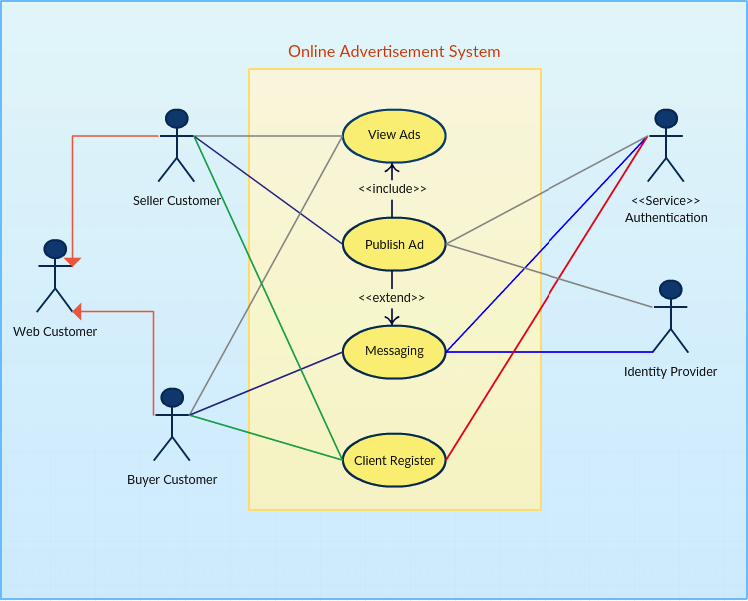 Online Advertisement System
View Ads
<<include>>
Seller Customer
<<Service>>
Authentication
Publish Ad
<<extend>>
Web Customer
Messaging
Identity Provider
Client Register
Buyer Customer